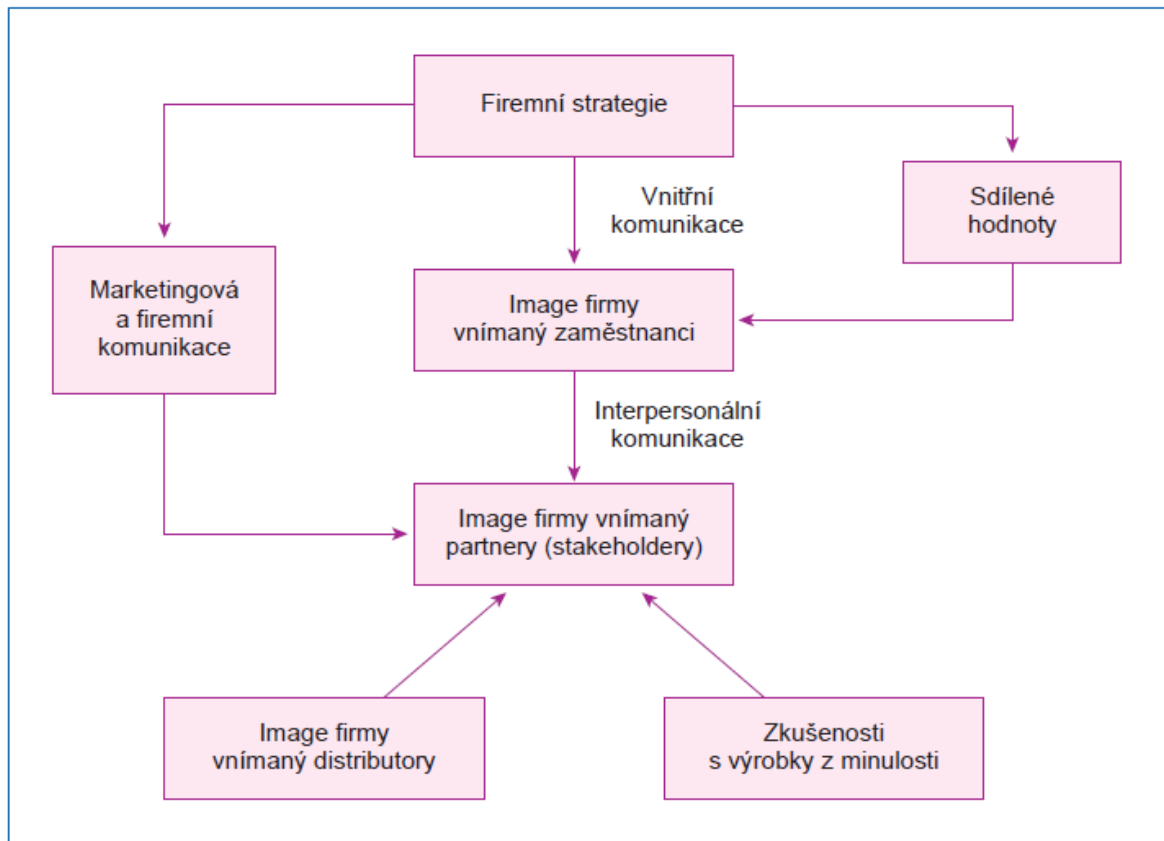 Firemní strategie
Vnitřní
komunikace
Sdílené
hodnoty
Marketingová
a firemní
komunikace
Image firmy
vnímaný zaměstnanci
Interpersonální
komunikace
Image firmy vnímaný
partnery (stakeholdery)
Image firmy
vnímaný distributory
Zkušenosti
s výrobky z minulosti